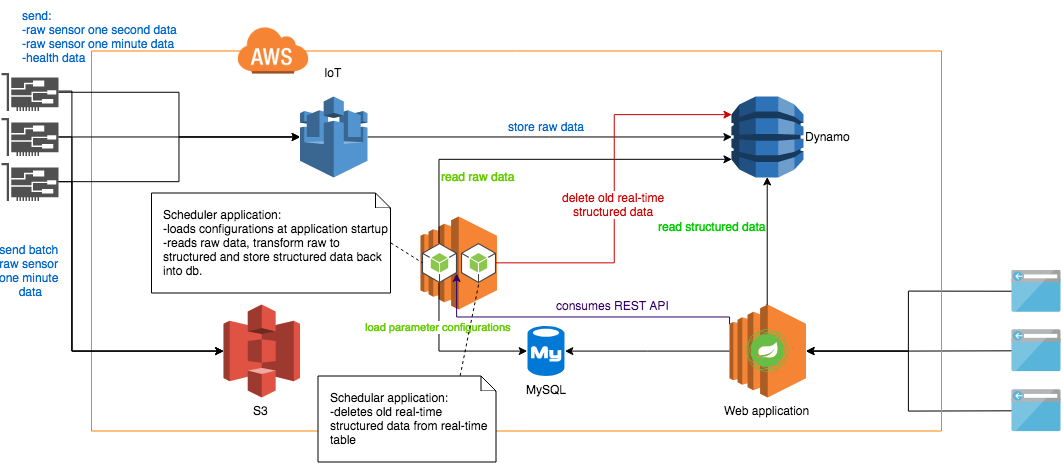 send:
-raw sensor one second data
-raw sensor one minute data
-health data
AWS
IoT
store raw data
Dynamo
read raw data
delete old real-time
structured data
read structured data
Scheduler application:
-loads configurations at application startup
-reads raw data, transform raw to
structured and store structured data back
into db.
send batch
raw sensor
one minute
data
consumes REST API
load parameter configurations
My
MySQL
S3
Web application
Schedular application:
-deletes old real-time
structured data from real-time
table